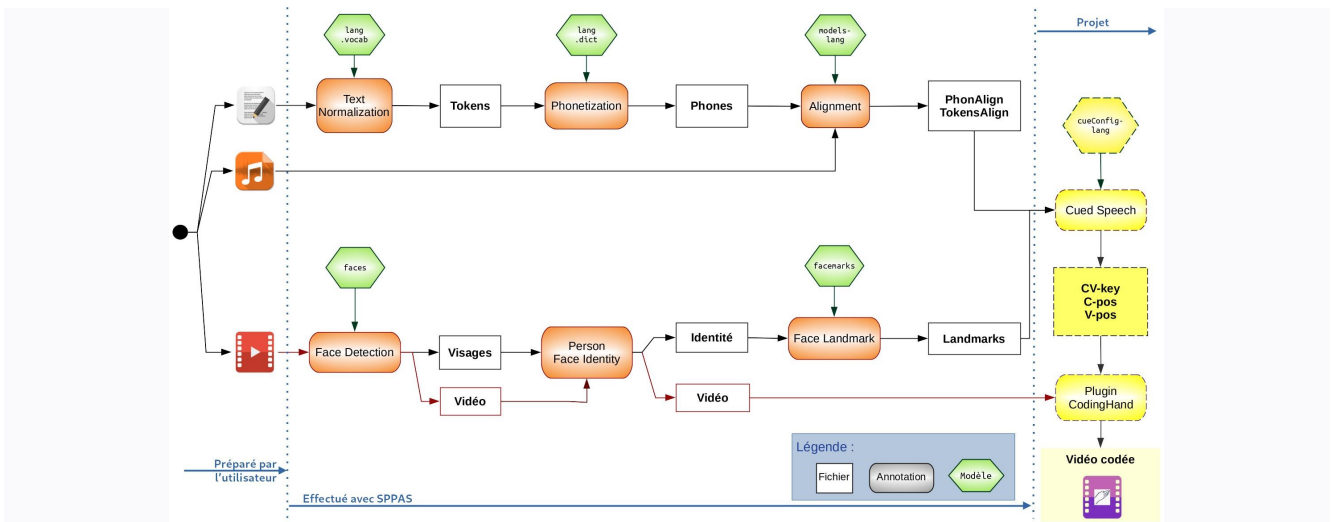 Projet
lang
.vocab
lang
.dict
models-
lang
Text
Normalization
Tokens
Phonetization
Phones
Alignment
PhonAlign
TokensAlign
cueConfig-
lang
Cued Speech
faces
facemarks
CV-key
C-pos
V-pos
Face Detection
Visages
Person
Face Identity
Identité
Face Landmark
Landmarks
Vidéo
Vidéo
Plugin
CodingHand
Légende :
Fichier
Annotation
Modèle
Vidéo codée
Préparé par
l'utilisateur
Effectué avec SPPAS